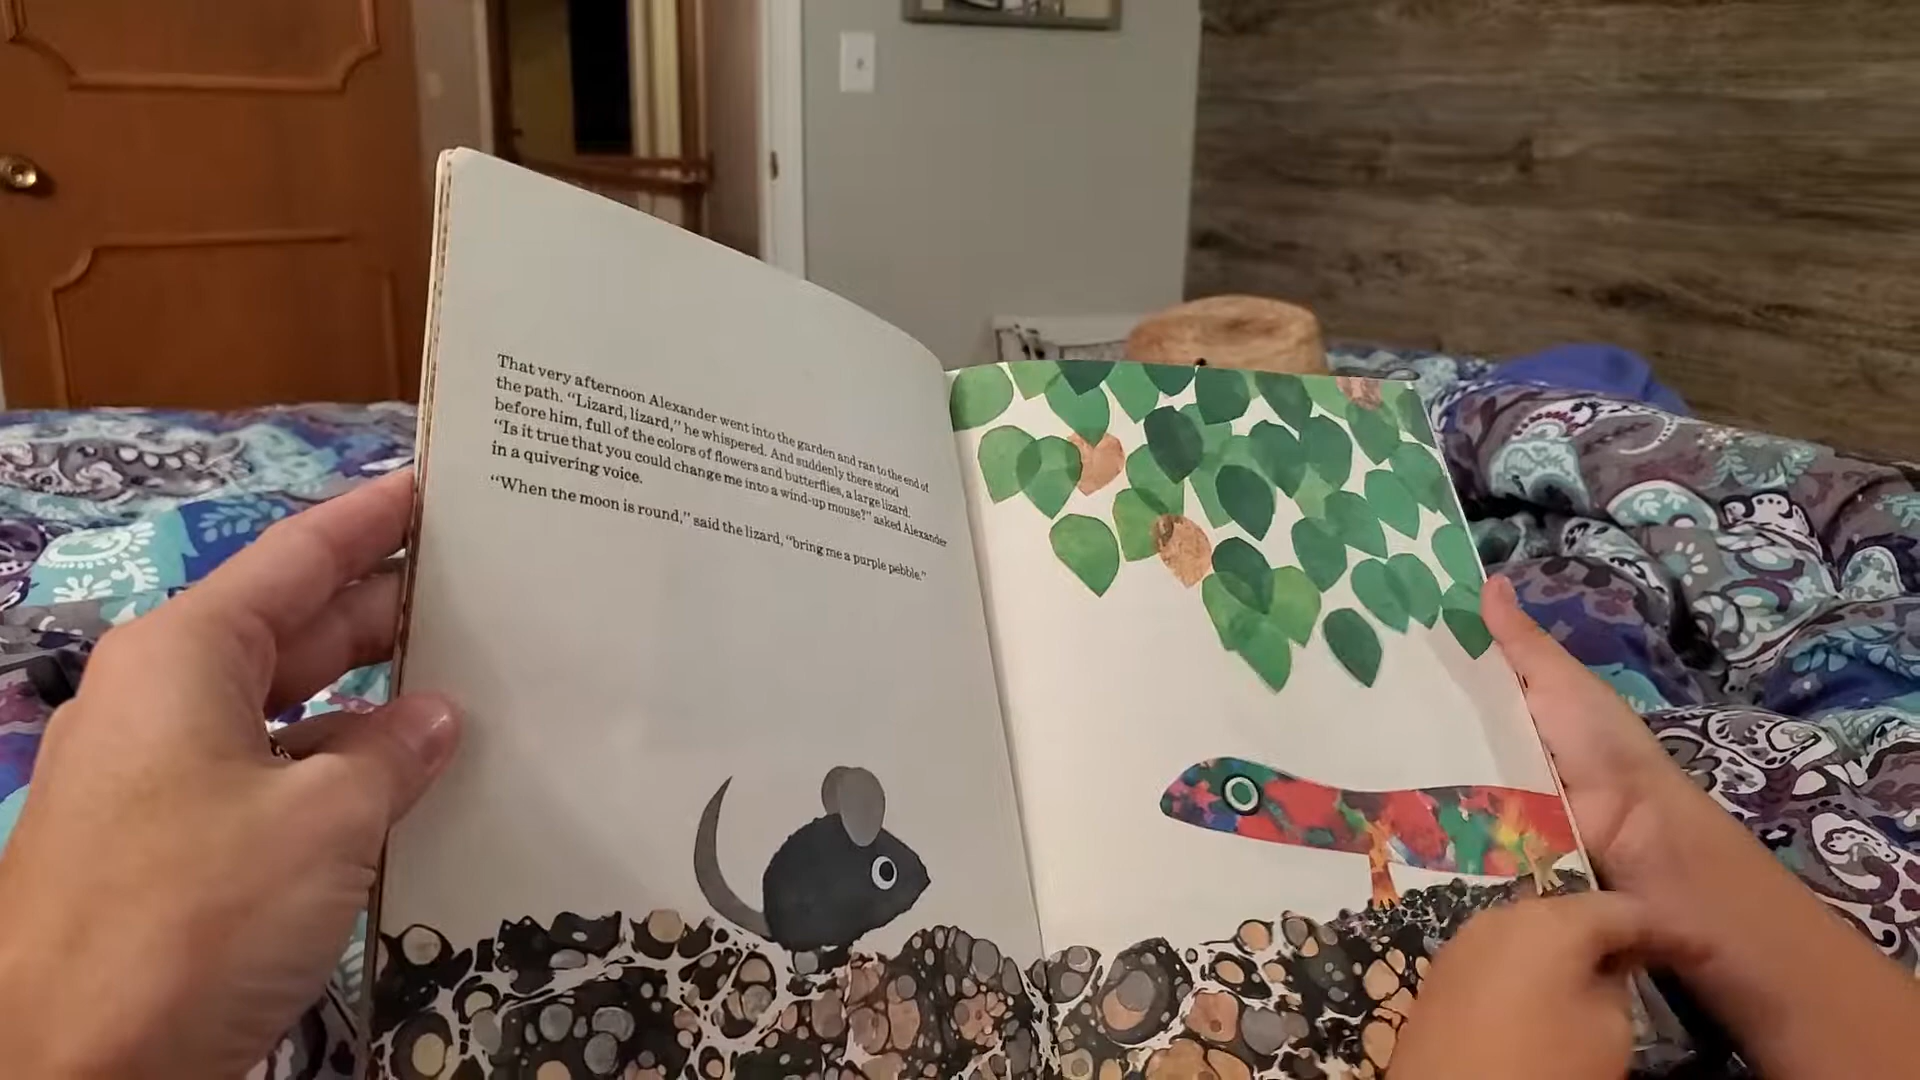 That very afternoon Alexander went into the garden and ran to the end of
the path. “Lizard, lizard,” he whispered. And suddenly there stood
before him, full of the colors of flowers and butterflies, a large lizard.
“Is it true that you could change me into a wind-up mouse?” asked Alexander
in a quivering voice.
“When the moon is round,” said the lizard, “bring me a purple pebble.”